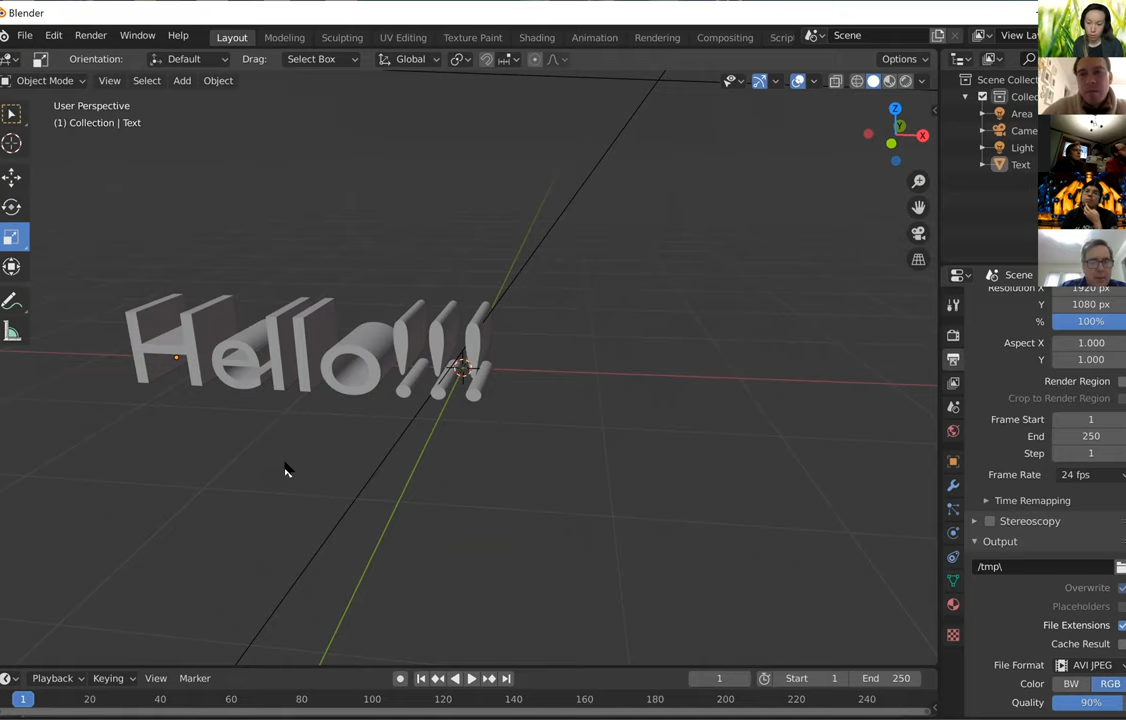 Blender
File Edit Render Window Help Layout Modeling Sculpting UV Editing Texture Paint Shading Animation Rendering Compositing Scrip Scene View La
Orientation: Default Drag: Select Box Global Options
Object Mode View Select Add Object
User Perspective
(1) Collection | Text
Z
Y
X
Scene Collec
Collec
Area
Came
Light
Text
Hello!!!
Scene
Resolution X 1920 px
Y 1080 px
% 100%
Aspect X 1.000
Y 1.000
Render Region
Crop to Render Region
Frame Start 1
End 250
Step 1
Frame Rate 24 fps
Time Remapping
Stereoscopy
Output
/tmp\
Overwrite
Placeholders
File Extensions
Cache Result
File Format AVI JPEG
Color BW RGB
Quality 90%
Playback Keying View Marker 1 Start 1 End 250
1 20 40 60 80 100 120 140 160 180 200 220 240